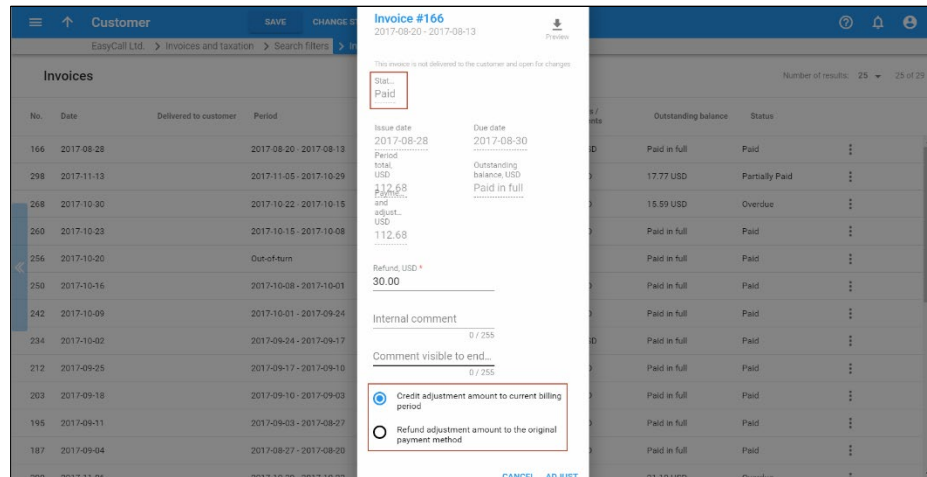 Customer
SAVE
CHANGE ST
EasyCall Ltd. > Invoices and taxation > Search filters > In
Invoices
Number of results: 25
25 of 29
No.
Date
Delivered to customer
Period
Outstanding balance
Status
166 2017-08-28 2017-08-20 - 2017-08-13 Paid in full Paid
298 2017-11-13 2017-11-05 - 2017-10-29 17.77 USD Partially Paid
268 2017-10-30 2017-10-22 - 2017-10-15 15.59 USD Overdue
260 2017-10-23 2017-10-15 - 2017-10-08 Paid in full Paid
256 2017-10-20 Out-of-turn Paid in full Paid
250 2017-10-16 2017-10-08 - 2017-10-01 Paid in full Paid
242 2017-10-09 2017-10-01 - 2017-09-24 Paid in full Paid
234 2017-10-02 2017-09-24 - 2017-09-17 Paid in full Paid
212 2017-09-25 2017-09-17 - 2017-09-10 Paid in full Paid
203 2017-09-18 2017-09-10 - 2017-09-03 Paid in full Paid
195 2017-09-11 2017-09-03 - 2017-08-27 Paid in full Paid
187 2017-09-04 2017-08-27 - 2017-08-20 Paid in full Paid
Invoice #166
2017-08-20 - 2017-08-13
Preview
This invoice is not delivered to the customer and open for changes
Stat...
Paid
Issue date
2017-08-28
Due date
2017-08-30
Period
total,
USD
112.68
Outstanding
balance, USD
Paid in full
Payme...
and
adjust...
USD
112.68
Refund, USD *
30.00
Internal comment
0 / 255
Comment visible to end...
0 / 255
Credit adjustment amount to current billing
period
Refund adjustment amount to the original
payment method
CANCEL
ADJUST